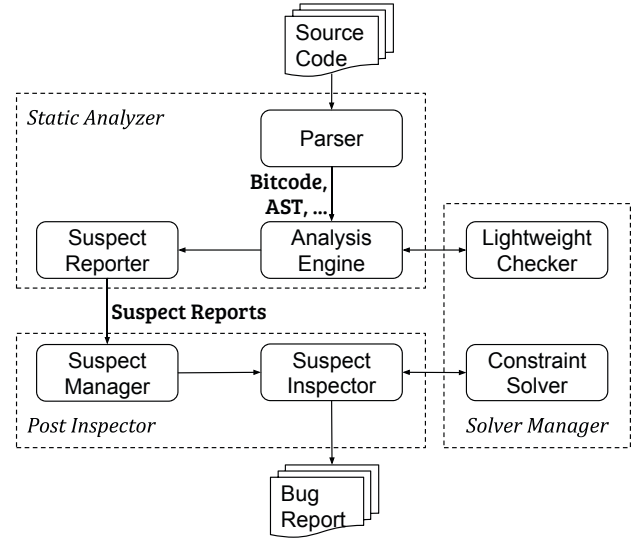 Source
Code
Static Analyzer
Parser
Bitcode,
AST, ...
Suspect
Reporter
Analysis
Engine
Lightweight
Checker
Suspect Reports
Suspect
Manager
Suspect
Inspector
Constraint
Solver
Post Inspector
Solver Manager
Bug
Report